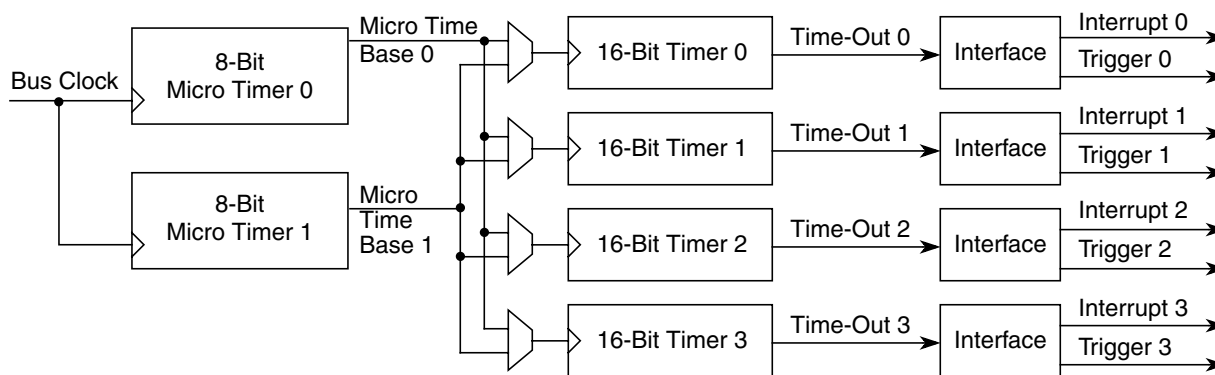 Bus Clock
8-Bit
Micro Timer 0
Micro Time
Base 0
16-Bit Timer 0
Time-Out 0
Interface
Interrupt 0
Trigger 0
16-Bit Timer 1
Time-Out 1
Interface
Interrupt 1
Trigger 1
8-Bit
Micro Timer 1
Micro
Time
Base 1
16-Bit Timer 2
Time-Out 2
Interface
Interrupt 2
Trigger 2
16-Bit Timer 3
Time-Out 3
Interface
Interrupt 3
Trigger 3